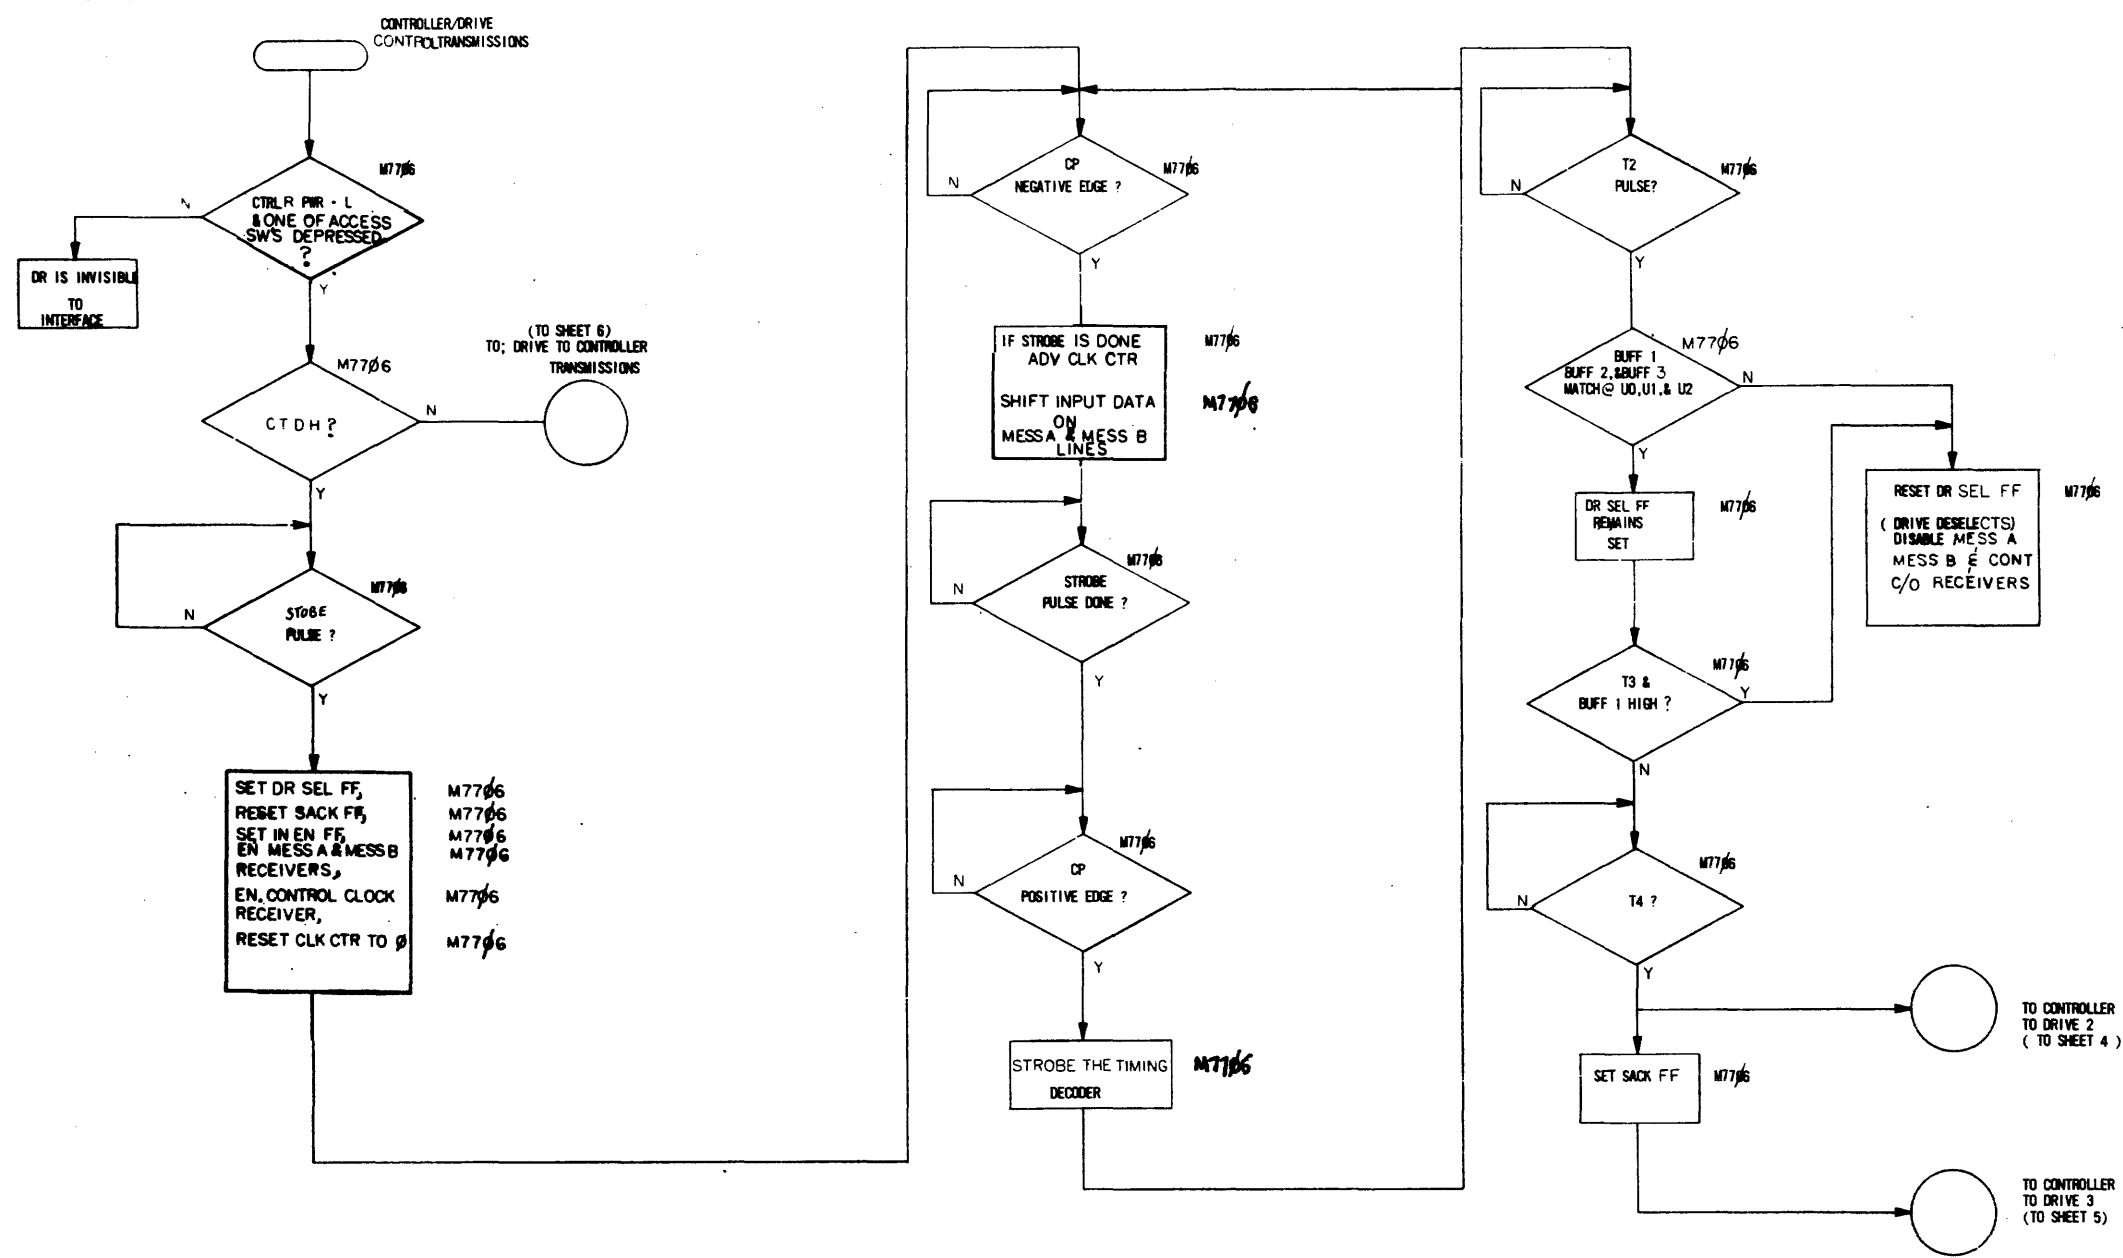 CONTROLLER/DRIVE
CONTROLTRANSMISSIONS
M7706
CTRLR PWR - L
& ONE OF ACCESS
SW'S DEPRESSED
?
N
Y
DR IS INVISIBLE
TO
INTERFACE
(TO SHEET 6)
TO; DRIVE TO CONTROLLER
TRANSMISSIONS
M7706
CTDH?
N
Y
M7706
STOBE
PULSE ?
N
Y
SET DR SEL FF, M7706
RESET SACK FF, M7706
SET IN EN FF, M7706
EN MESS A & MESS B M7706
RECEIVERS,
EN. CONTROL CLOCK M7706
RECEIVER,
RESET CLK CTR TO Ø M7706
CP
NEGATIVE EDGE ?
M7706
N
Y
IF STROBE IS DONE M7706
ADV CLK CTR
SHIFT INPUT DATA M7706
ON
MESS A & MESS B
LINES
M7706
STROBE
PULSE DONE ?
N
Y
M7706
CP
POSITIVE EDGE ?
N
Y
STROBE THE TIMING M7706
DECODER
T2
PULSE?
M7706
N
Y
M7706
BUFF 1
BUFF 2,&BUFF 3
MATCH@ U0,U1,& U2
N
Y
DR SEL FF M7706
REMAINS
SET
RESET DR SEL FF M7706
( DRIVE DESELECTS)
DISABLE MESS A
MESS B & CONT
C/O RECEIVERS
M7706
T3 &
BUFF 1 HIGH ?
Y
N
M7706
T4 ?
N
Y
TO CONTROLLER
TO DRIVE 2
( TO SHEET 4 )
SET SACK FF M7706
TO CONTROLLER
TO DRIVE 3
(TO SHEET 5)